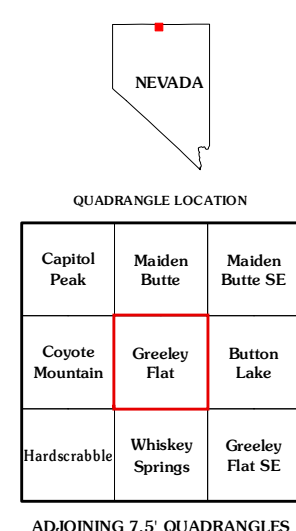 NEVADA
QUADRANGLE LOCATION
Capitol
Peak
Maiden
Butte
Maiden
Butte SE
Coyote
Mountain
Greeley
Flat
Button
Lake
Hardscrabble
Whiskey
Springs
Greeley
Flat SE
ADJOINING 7.5' QUADRANGLES